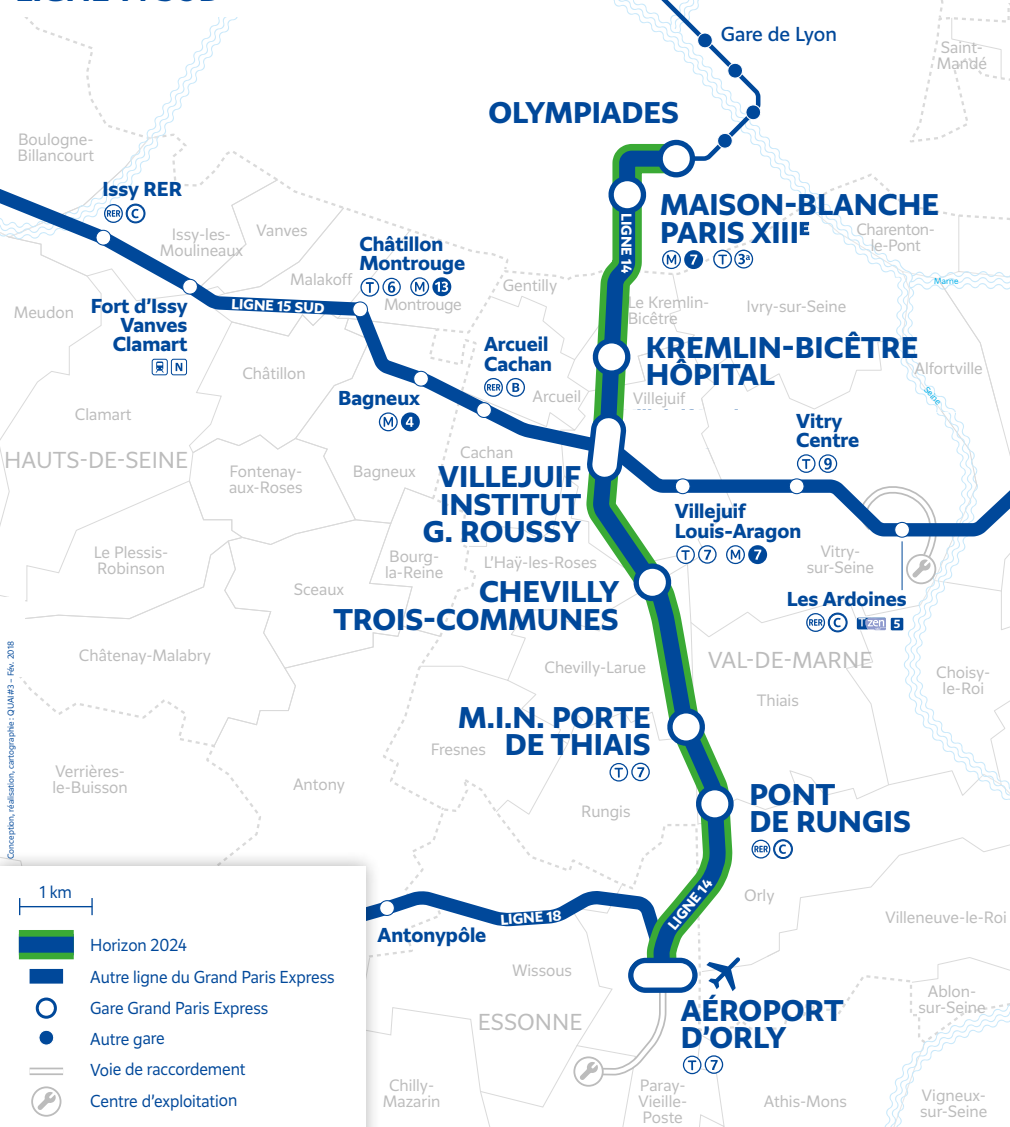 Gare de Lyon
Saint-
Mandé
OLYMPIADES
Boulogne-
Billancourt
Issy RER
RER C
MAISON-BLANCHE
PARIS XIIIE
M 7 T 3a
Charenton-
le-Pont
Issy-les-
Moulineaux
Vanves
LIGNE 14
Châtillon
Montrouge
T 6 M 13
Malakoff
Montrouge
Gentilly
Marne
Meudon
Fort d'Issy
Vanves
Clamart
N
LIGNE 15 SUD
Le Kremlin-
Bicêtre
Ivry-sur-Seine
Arcueil
Cachan
RER B
KREMLIN-BICÊTRE
HÔPITAL
Alfortville
Seine
Châtillon
Bagneux
M 4
Arcueil
Villejuif
Clamart
Vitry
Centre
T 9
HAUTS-DE-SEINE
Fontenay-
aux-Roses
Bagneux
Cachan
VILLEJUIF
INSTITUT
G. ROUSSY
Villejuif
Louis-Aragon
T 7 M 7
Le Plessis-
Robinson
Bourg-
la-Reine
L'Haÿ-les-Roses
Vitry-
sur-Seine
Sceaux
CHEVILLY
TROIS-COMMUNES
Les Ardoines
RER C Tzen 5
Châtenay-Malabry
Chevilly-Larue
VAL-DE-MARNE
Choisy-
le-Roi
Thiais
M.I.N. PORTE
DE THIAIS
T 7
Fresnes
Verrières-
le-Buisson
Antony
Rungis
PONT
DE RUNGIS
RER C
Conception, réalisation, cartographie : QUAI#3 – Fév. 2018
LIGNE 14
Orly
Villeneuve-le-Roi
LIGNE 18
Antonypôle
Wissous
ESSONNE
AÉROPORT
D'ORLY
T 7
Ablon-
sur-Seine
Chilly-
Mazarin
Paray-
Vieille-
Poste
Athis-Mons
Vigneux-
sur-Seine
1 km
Horizon 2024
Autre ligne du Grand Paris Express
Gare Grand Paris Express
Autre gare
Voie de raccordement
Centre d'exploitation